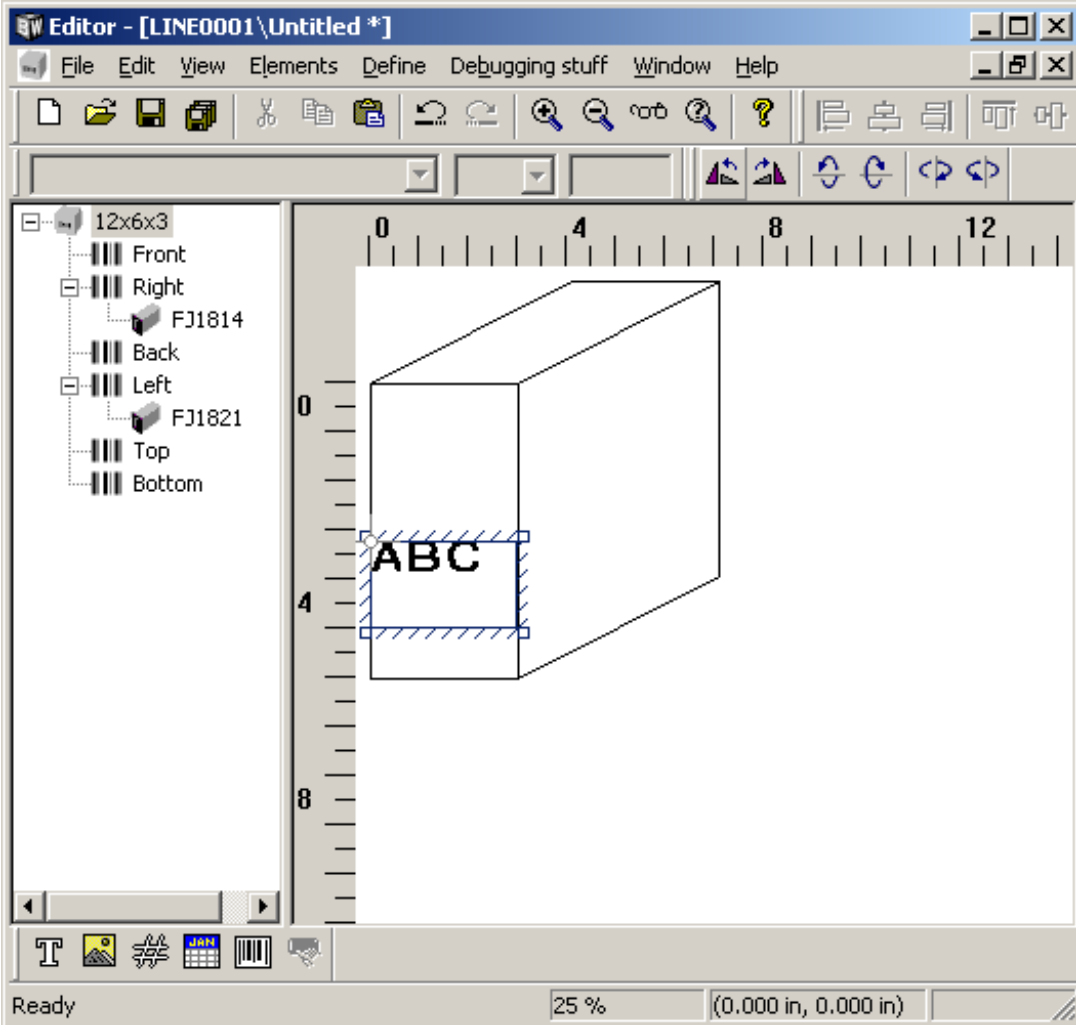 BW Editor - [LINE0001\Untitled *]
File Edit View Elements Define Debugging stuff Window Help
12x6x3
Front
Right
FJ1814
Back
Left
FJ1821
Top
Bottom
0 4 8 12
0
4
8
ABC
JAN
Ready 25 % (0.000 in, 0.000 in)